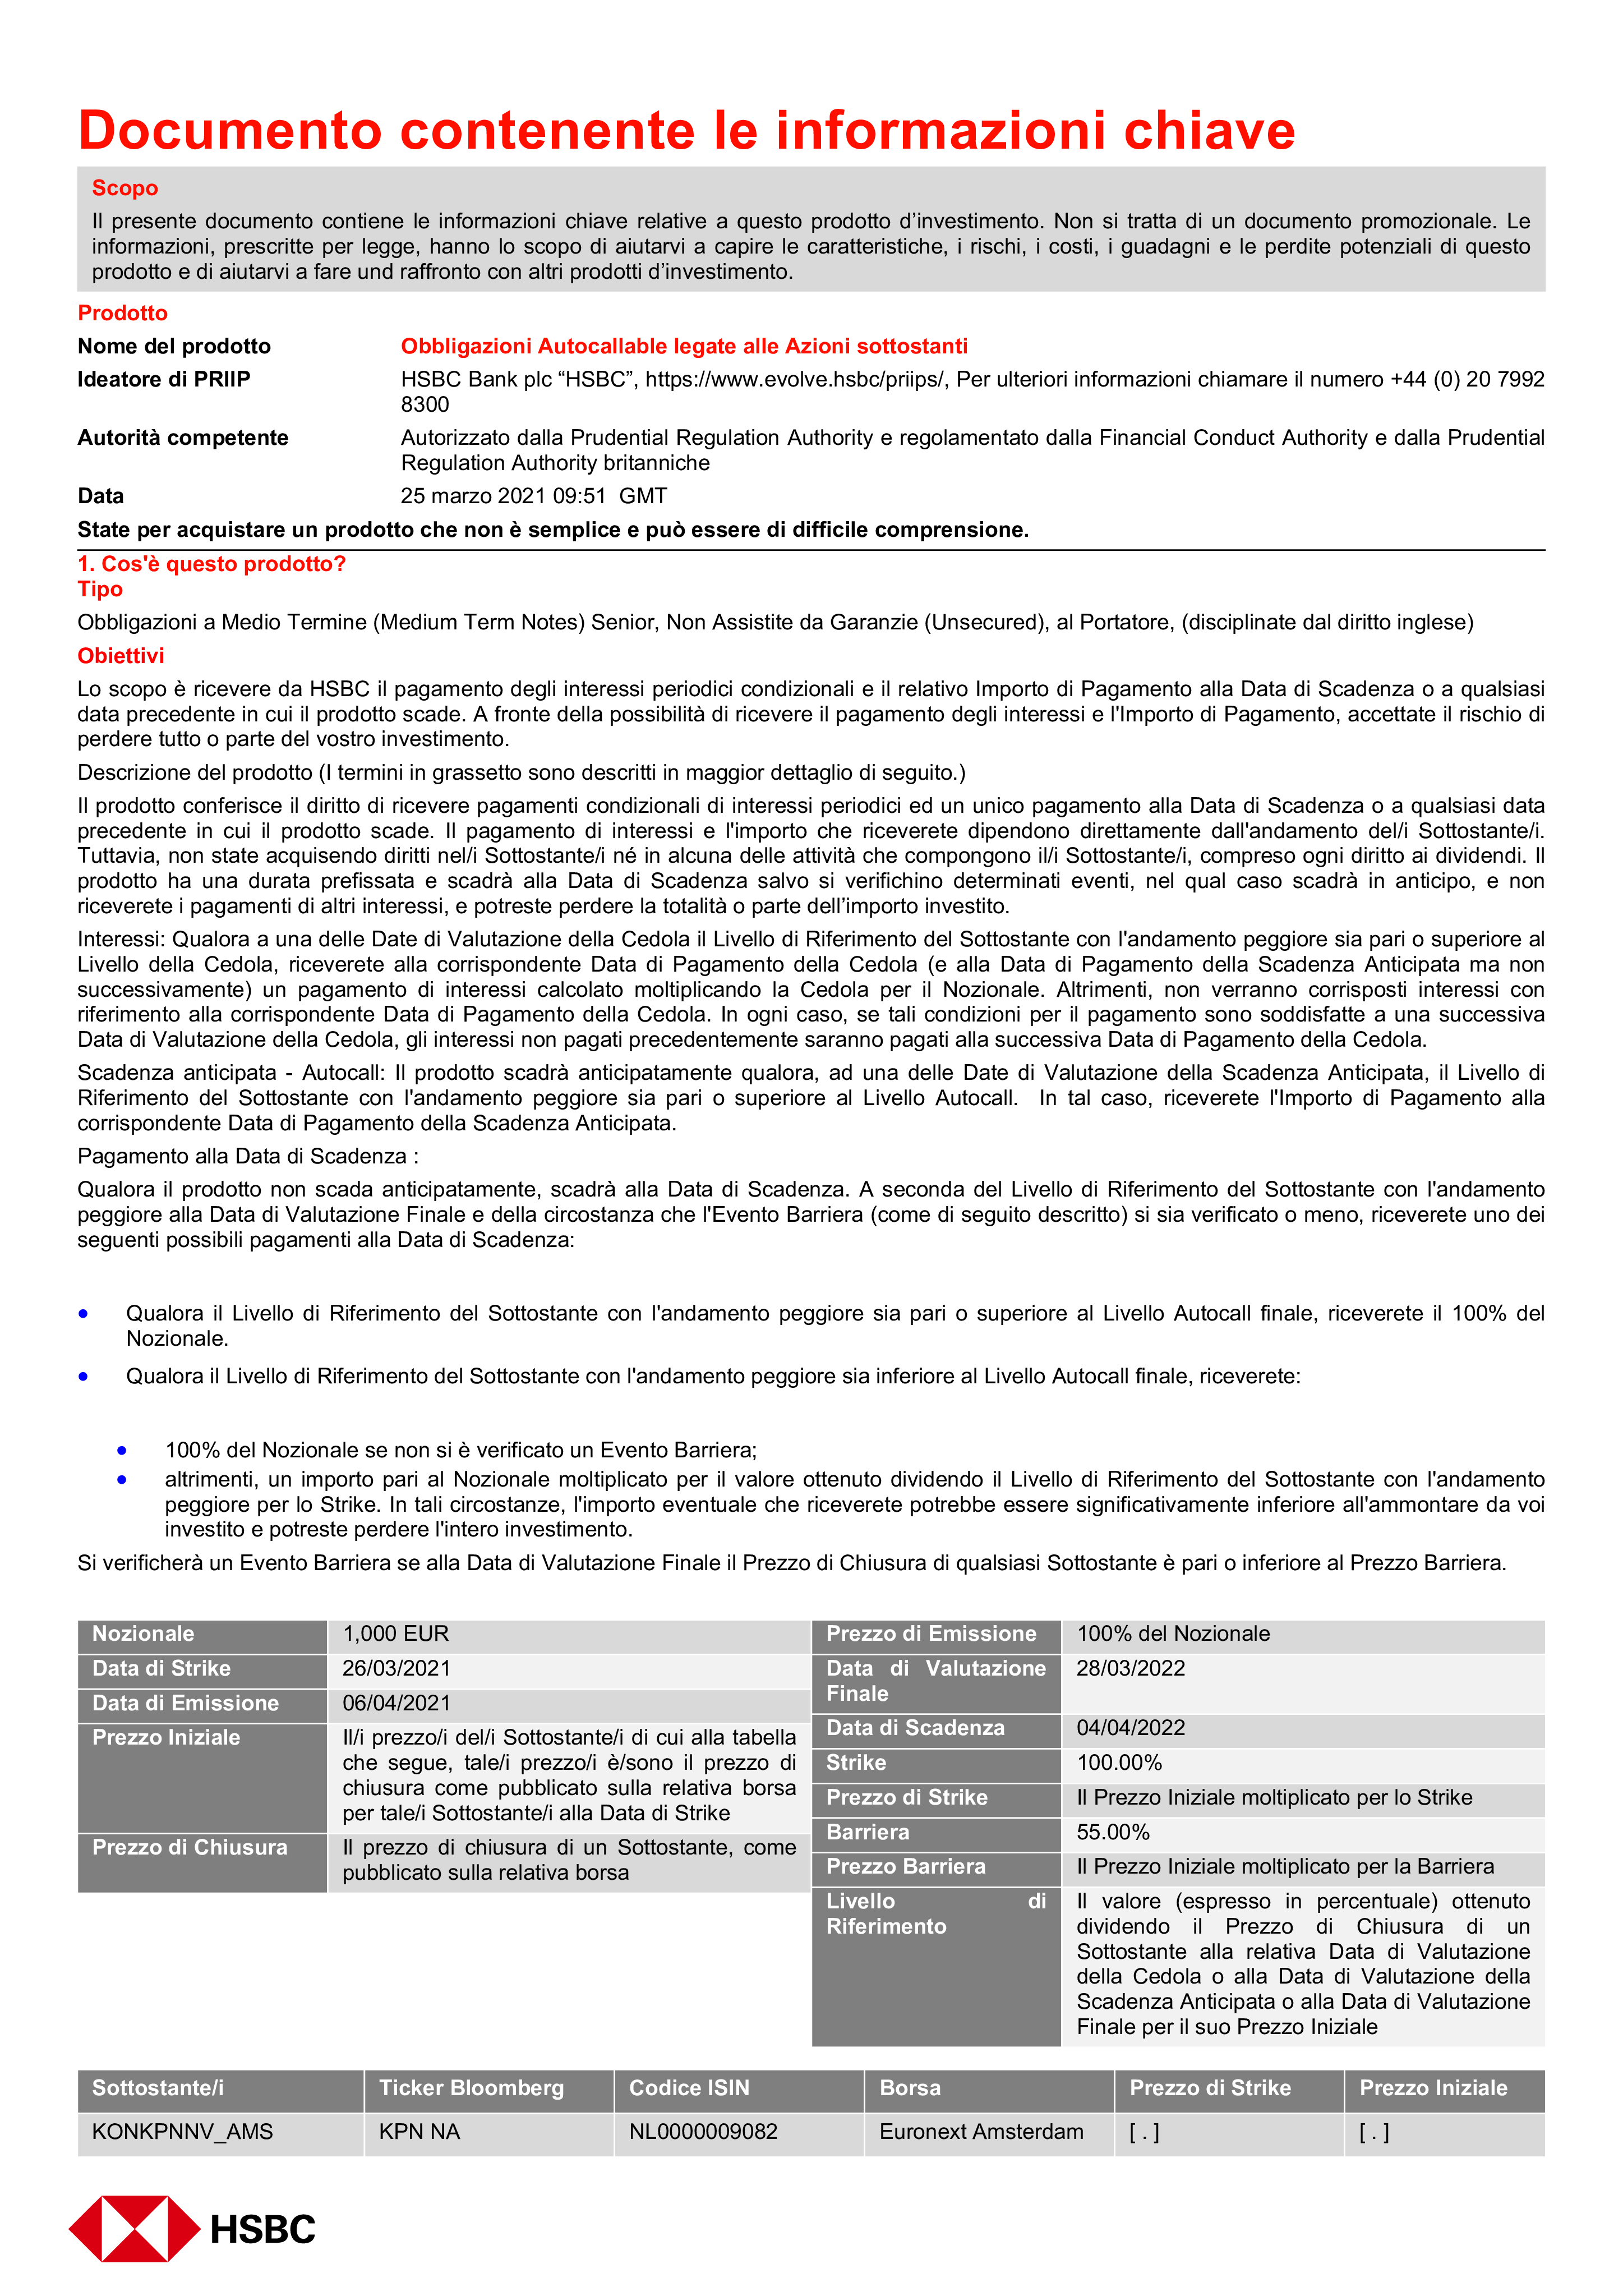 Documento contenente le informazioni chiave
Scopo
Il presente documento contiene le informazioni chiave relative a questo prodotto d’investimento. Non si tratta di un documento promozionale. Le
informazioni, prescritte per legge, hanno lo scopo di aiutarvi a capire le caratteristiche, i rischi, i costi, i guadagni e le perdite potenziali di questo
prodotto e di aiutarvi a fare und raffronto con altri prodotti d’investimento.
Prodotto
Nome del prodotto Obbligazioni Autocallable legate alle Azioni sottostanti
Ideatore di PRIIP HSBC Bank plc “HSBC”, https://www.evolve.hsbc/priips/, Per ulteriori informazioni chiamare il numero +44 (0) 20 7992
8300
Autorità competente Autorizzato dalla Prudential Regulation Authority e regolamentato dalla Financial Conduct Authority e dalla Prudential
Regulation Authority britanniche
Data 25 marzo 2021 09:51 GMT
State per acquistare un prodotto che non è semplice e può essere di difficile comprensione.
1. Cos'è questo prodotto?
Tipo
Obbligazioni a Medio Termine (Medium Term Notes) Senior, Non Assistite da Garanzie (Unsecured), al Portatore, (disciplinate dal diritto inglese)
Obiettivi
Lo scopo è ricevere da HSBC il pagamento degli interessi periodici condizionali e il relativo Importo di Pagamento alla Data di Scadenza o a qualsiasi
data precedente in cui il prodotto scade. A fronte della possibilità di ricevere il pagamento degli interessi e l'Importo di Pagamento, accettate il rischio di
perdere tutto o parte del vostro investimento.
Descrizione del prodotto (I termini in grassetto sono descritti in maggior dettaglio di seguito.)
Il prodotto conferisce il diritto di ricevere pagamenti condizionali di interessi periodici ed un unico pagamento alla Data di Scadenza o a qualsiasi data
precedente in cui il prodotto scade. Il pagamento di interessi e l'importo che riceverete dipendono direttamente dall'andamento del/i Sottostante/i.
Tuttavia, non state acquisendo diritti nel/i Sottostante/i né in alcuna delle attività che compongono il/i Sottostante/i, compreso ogni diritto ai dividendi. Il
prodotto ha una durata prefissata e scadrà alla Data di Scadenza salvo si verifichino determinati eventi, nel qual caso scadrà in anticipo, e non
riceverete i pagamenti di altri interessi, e potreste perdere la totalità o parte dell’importo investito.
Interessi: Qualora a una delle Date di Valutazione della Cedola il Livello di Riferimento del Sottostante con l'andamento peggiore sia pari o superiore al
Livello della Cedola, riceverete alla corrispondente Data di Pagamento della Cedola (e alla Data di Pagamento della Scadenza Anticipata ma non
successivamente) un pagamento di interessi calcolato moltiplicando la Cedola per il Nozionale. Altrimenti, non verranno corrisposti interessi con
riferimento alla corrispondente Data di Pagamento della Cedola. In ogni caso, se tali condizioni per il pagamento sono soddisfatte a una successiva
Data di Valutazione della Cedola, gli interessi non pagati precedentemente saranno pagati alla successiva Data di Pagamento della Cedola.
Scadenza anticipata - Autocall: Il prodotto scadrà anticipatamente qualora, ad una delle Date di Valutazione della Scadenza Anticipata, il Livello di
Riferimento del Sottostante con l'andamento peggiore sia pari o superiore al Livello Autocall. In tal caso, riceverete l'Importo di Pagamento alla
corrispondente Data di Pagamento della Scadenza Anticipata.
Pagamento alla Data di Scadenza :
Qualora il prodotto non scada anticipatamente, scadrà alla Data di Scadenza. A seconda del Livello di Riferimento del Sottostante con l'andamento
peggiore alla Data di Valutazione Finale e della circostanza che l'Evento Barriera (come di seguito descritto) si sia verificato o meno, riceverete uno dei
seguenti possibili pagamenti alla Data di Scadenza:
• Qualora il Livello di Riferimento del Sottostante con l'andamento peggiore sia pari o superiore al Livello Autocall finale, riceverete il 100% del
Nozionale.
• Qualora il Livello di Riferimento del Sottostante con l'andamento peggiore sia inferiore al Livello Autocall finale, riceverete:
• 100% del Nozionale se non si è verificato un Evento Barriera;
• altrimenti, un importo pari al Nozionale moltiplicato per il valore ottenuto dividendo il Livello di Riferimento del Sottostante con l'andamento
peggiore per lo Strike. In tali circostanze, l'importo eventuale che riceverete potrebbe essere significativamente inferiore all'ammontare da voi
investito e potreste perdere l'intero investimento.
Si verificherà un Evento Barriera se alla Data di Valutazione Finale il Prezzo di Chiusura di qualsiasi Sottostante è pari o inferiore al Prezzo Barriera.
Nozionale 1,000 EUR
Data di Strike 26/03/2021
Data di Emissione 06/04/2021
Prezzo Iniziale Il/i prezzo/i del/i Sottostante/i di cui alla tabella
che segue, tale/i prezzo/i è/sono il prezzo di
chiusura come pubblicato sulla relativa borsa
per tale/i Sottostante/i alla Data di Strike
Prezzo di Chiusura Il prezzo di chiusura di un Sottostante, come
pubblicato sulla relativa borsa
Prezzo di Emissione 100% del Nozionale
Data di Valutazione 28/03/2022
Finale
Data di Scadenza 04/04/2022
Strike 100.00%
Prezzo di Strike Il Prezzo Iniziale moltiplicato per lo Strike
Barriera 55.00%
Prezzo Barriera Il Prezzo Iniziale moltiplicato per la Barriera
Livello di Il valore (espresso in percentuale) ottenuto
Riferimento dividendo il Prezzo di Chiusura di un
Sottostante alla relativa Data di Valutazione
della Cedola o alla Data di Valutazione della
Scadenza Anticipata o alla Data di Valutazione
Finale per il suo Prezzo Iniziale
Sottostante/i Ticker Bloomberg Codice ISIN Borsa Prezzo di Strike Prezzo Iniziale
KONKPNNV_AMS KPN NA NL0000009082 Euronext Amsterdam [ . ] [ . ]
HSBC